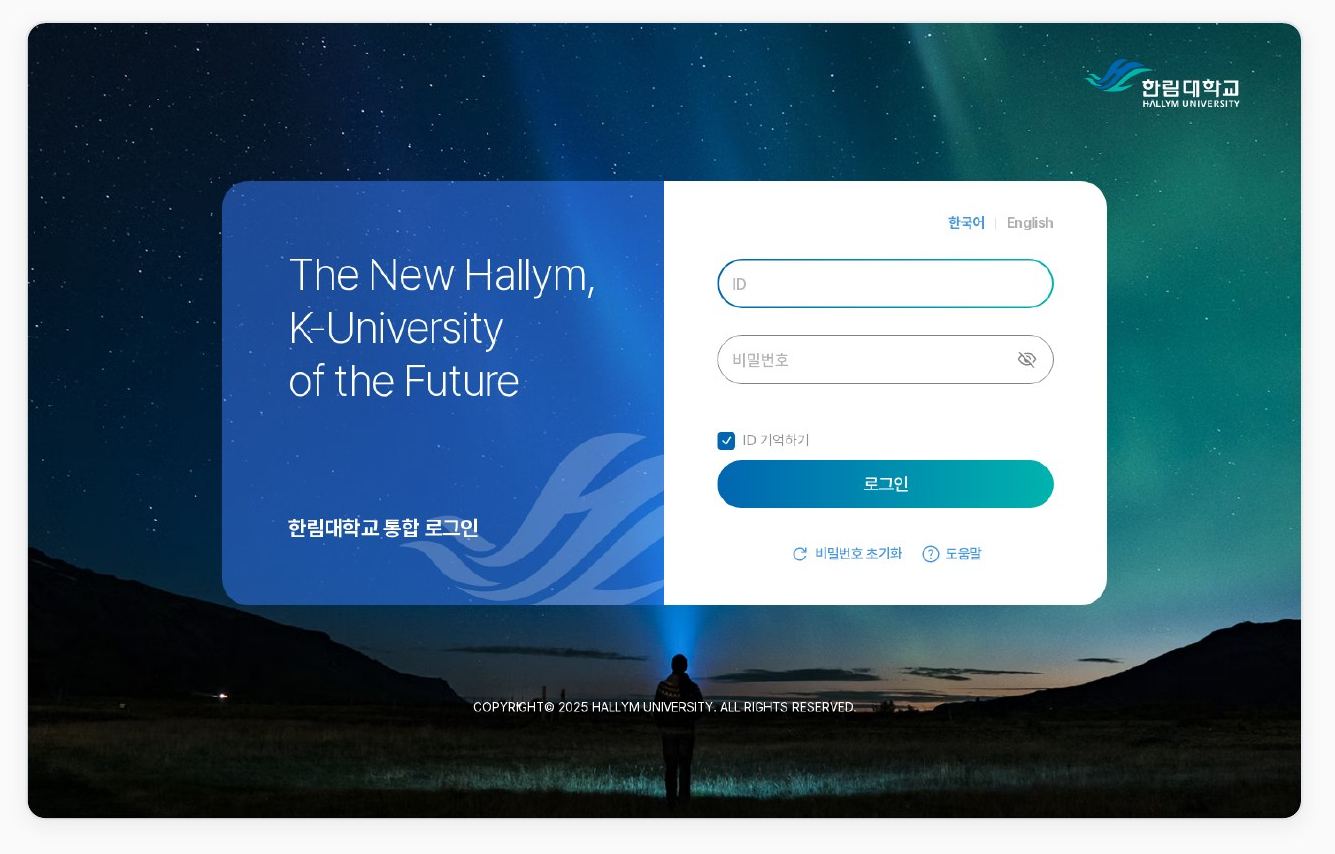 한림대학교
HALLYM UNIVERSITY
한국어 | English
The New Hallym,
K-University
of the Future
한림대학교 통합 로그인
ID
비밀번호
ID 기억하기
로그인
비밀번호 초기화 도움말
COPYRIGHT© 2025 HALLYM UNIVERSITY. ALL RIGHTS RESERVED.